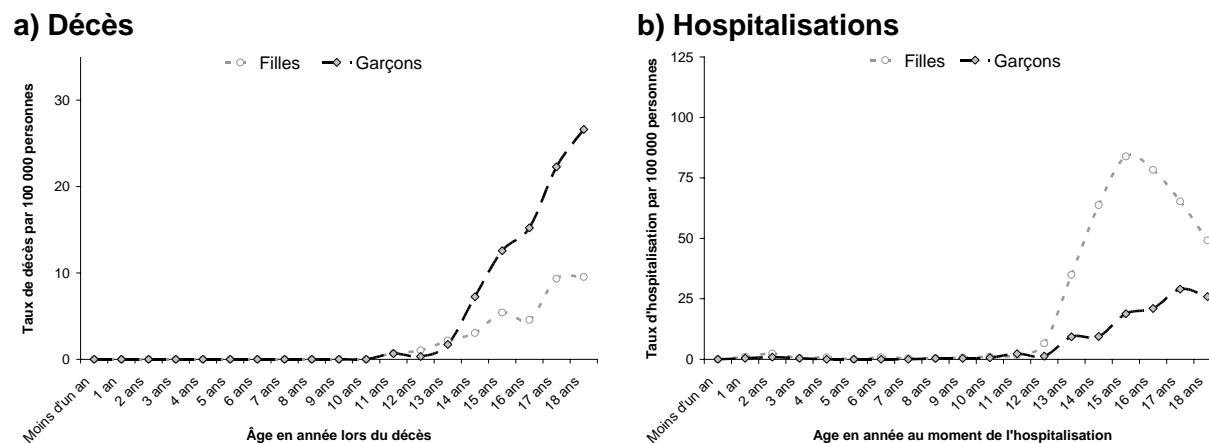 a) Décès
Filles
Garçons
Taux de décès par 100 000 personnes
30
20
10
0
Moins d'un an
1 ans
2 ans
3 ans
4 ans
5 ans
6 ans
7 ans
8 ans
9 ans
10 ans
11 ans
12 ans
13 ans
14 ans
15 ans
16 ans
17 ans
18 ans
Âge en année lors du décès
b) Hospitalisations
Filles
Garçons
Taux d'hospitalisation par 100 000 personnes
125
100
75
50
25
0
Moins d'un an
1 ans
2 ans
3 ans
4 ans
5 ans
6 ans
7 ans
8 ans
9 ans
10 ans
11 ans
12 ans
13 ans
14 ans
15 ans
16 ans
17 ans
18 ans
Age en année au moment de l'hospitalisation